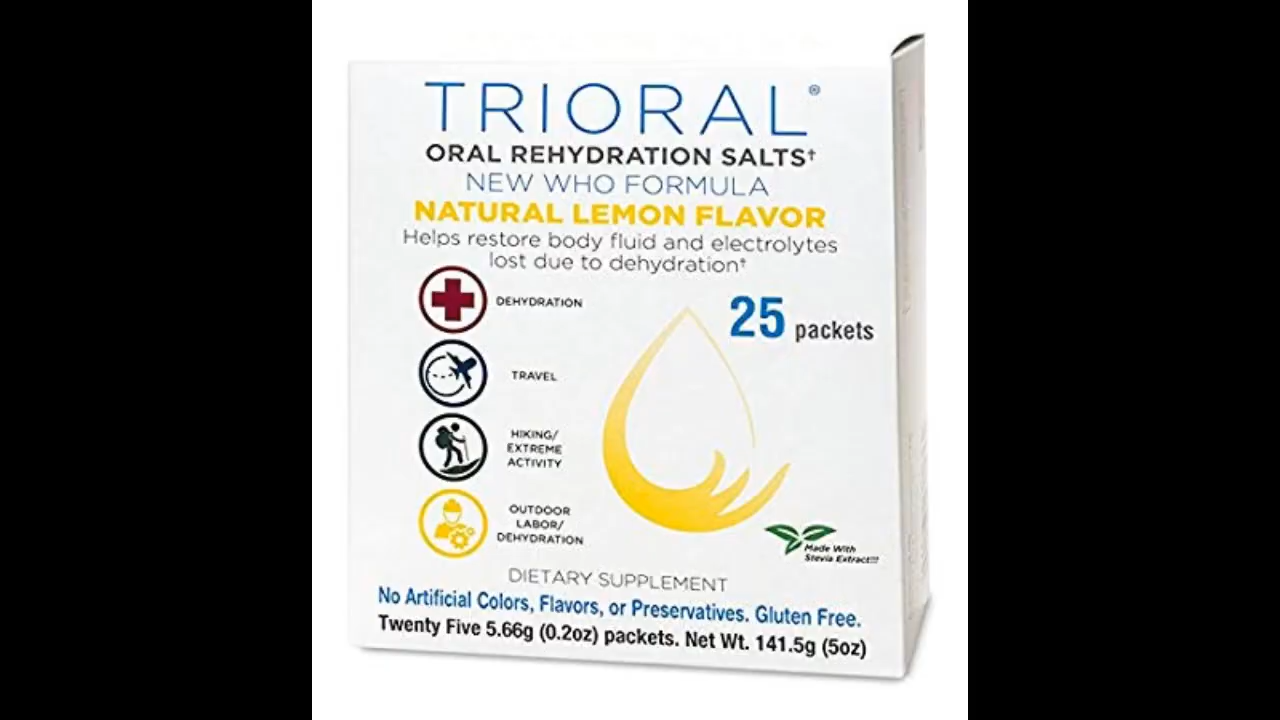 TRIORAL®
ORAL REHYDRATION SALTS†
NEW WHO FORMULA
NATURAL LEMON FLAVOR
Helps restore body fluid and electrolytes
lost due to dehydration†
DEHYDRATION
25 packets
TRAVEL
HIKING/
EXTREME
ACTIVITY
OUTDOOR
LABOR/
DEHYDRATION
Made With
Stevia Extract!!!
DIETARY SUPPLEMENT
No Artificial Colors, Flavors, or Preservatives. Gluten Free.
Twenty Five 5.66g (0.2oz) packets. Net Wt. 141.5g (5oz)